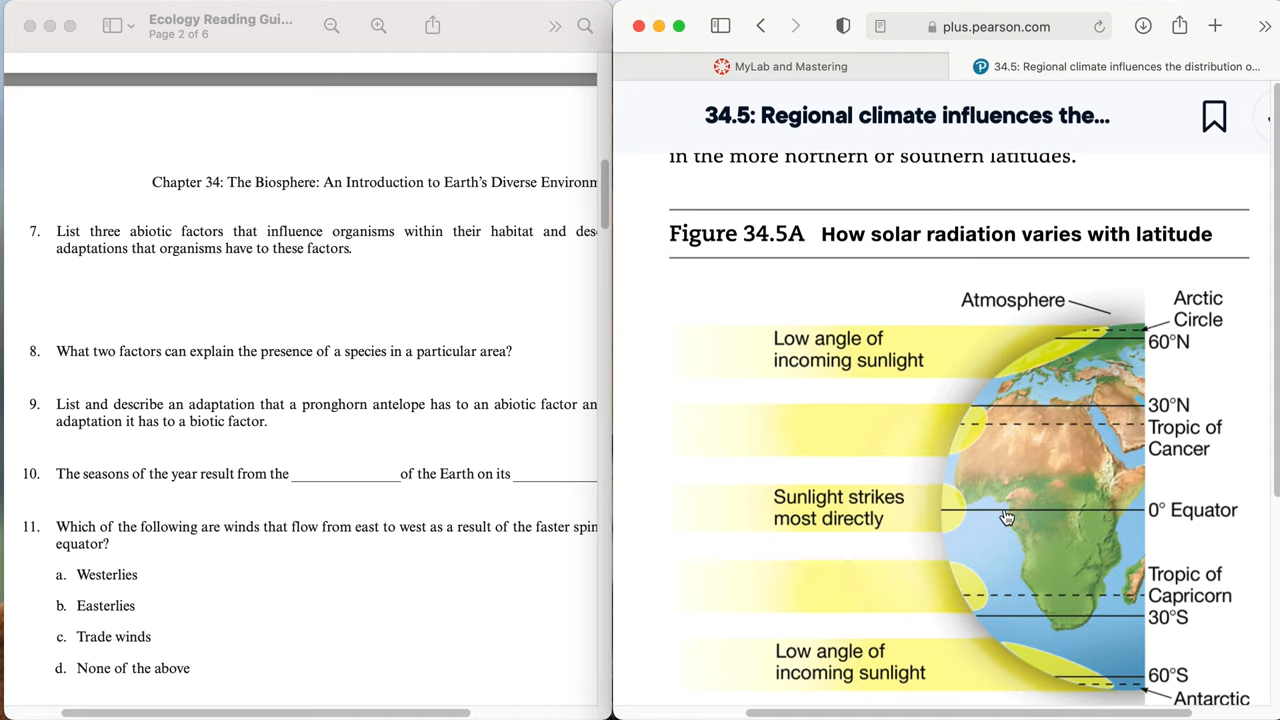 Ecology Reading Gui...
Page 2 of 6
Chapter 34: The Biosphere: An Introduction to Earth's Diverse Environm
7. List three abiotic factors that influence organisms within their habitat and des
adaptations that organisms have to these factors.
8. What two factors can explain the presence of a species in a particular area?
9. List and describe an adaptation that a pronghorn antelope has to an abiotic factor an
adaptation it has to a biotic factor.
10. The seasons of the year result from the ______________ of the Earth on its ___________
11. Which of the following are winds that flow from east to west as a result of the faster spin
equator?
a. Westerlies
b. Easterlies
c. Trade winds
d. None of the above
plus.pearson.com
MyLab and Mastering
34.5: Regional climate influences the distribution o...
34.5: Regional climate influences the...
in the more northern or southern latitudes.
Figure 34.5A How solar radiation varies with latitude
Atmosphere
Arctic
Circle
Low angle of
incoming sunlight
60°N
30°N
Tropic of
Cancer
Sunlight strikes
most directly
0° Equator
Tropic of
Capricorn
30°S
Low angle of
incoming sunlight
60°S
Antarctic